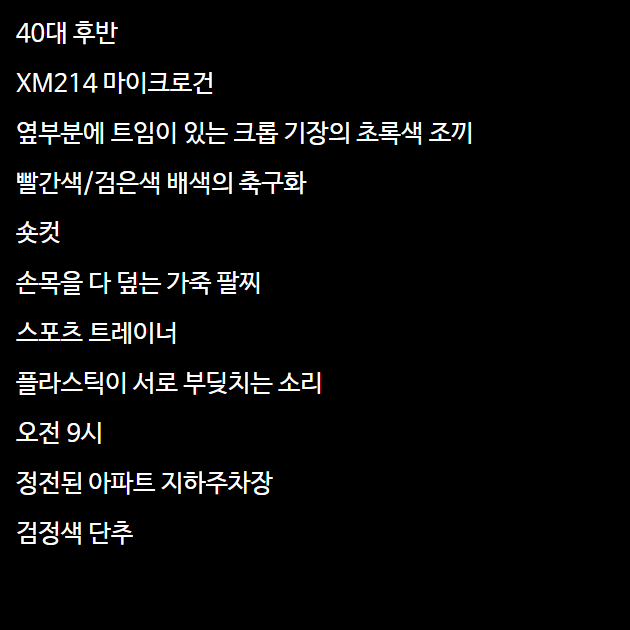 40대 후반
XM214 마이크로건
옆부분에 트임이 있는 크롭 기장의 초록색 조끼
빨간색/검은색 배색의 축구화
숏컷
손목을 다 덮는 가죽 팔찌
스포츠 트레이너
플라스틱이 서로 부딪치는 소리
오전 9시
정전된 아파트 지하주차장
검정색 단추